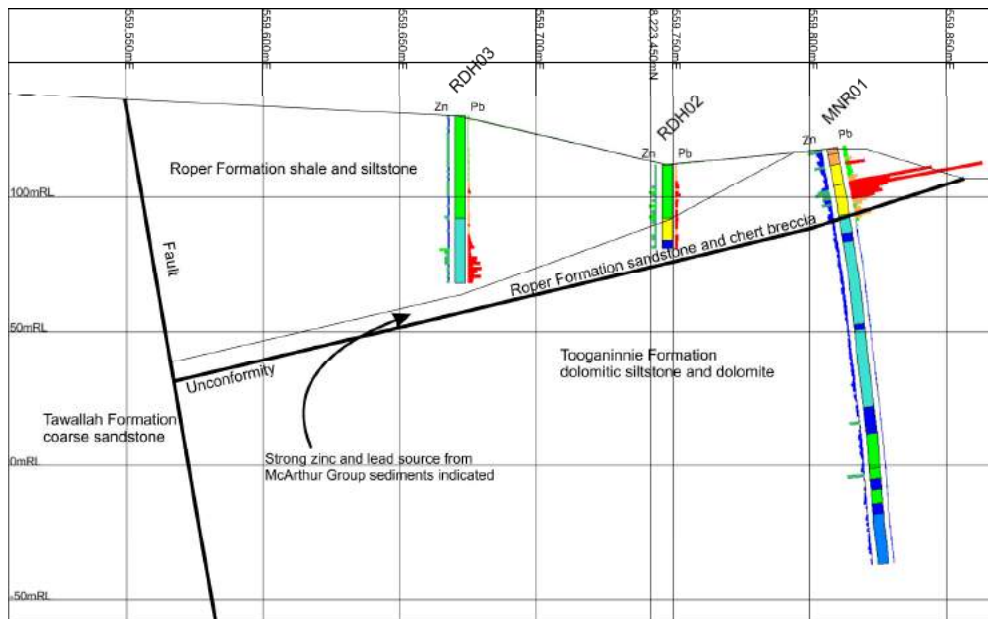 559,550mE
559,600mE
559,650mE
559,700mE
8,223,450mN
559,750mE
559,800mE
559,850mE
RDH03
RDH02
MNR01
Zn
Pb
Zn
Pb
Zn
Pb
Roper Formation shale and siltstone
100mRL
Fault
Roper Formation sandstone and chert breccia
50mRL
Unconformity
Tooganinnie Formation
dolomitic siltstone and dolomite
Tawallah Formation
coarse sandstone
Strong zinc and lead source from
McArthur Group sediments indicated
0mRL
-50mRL